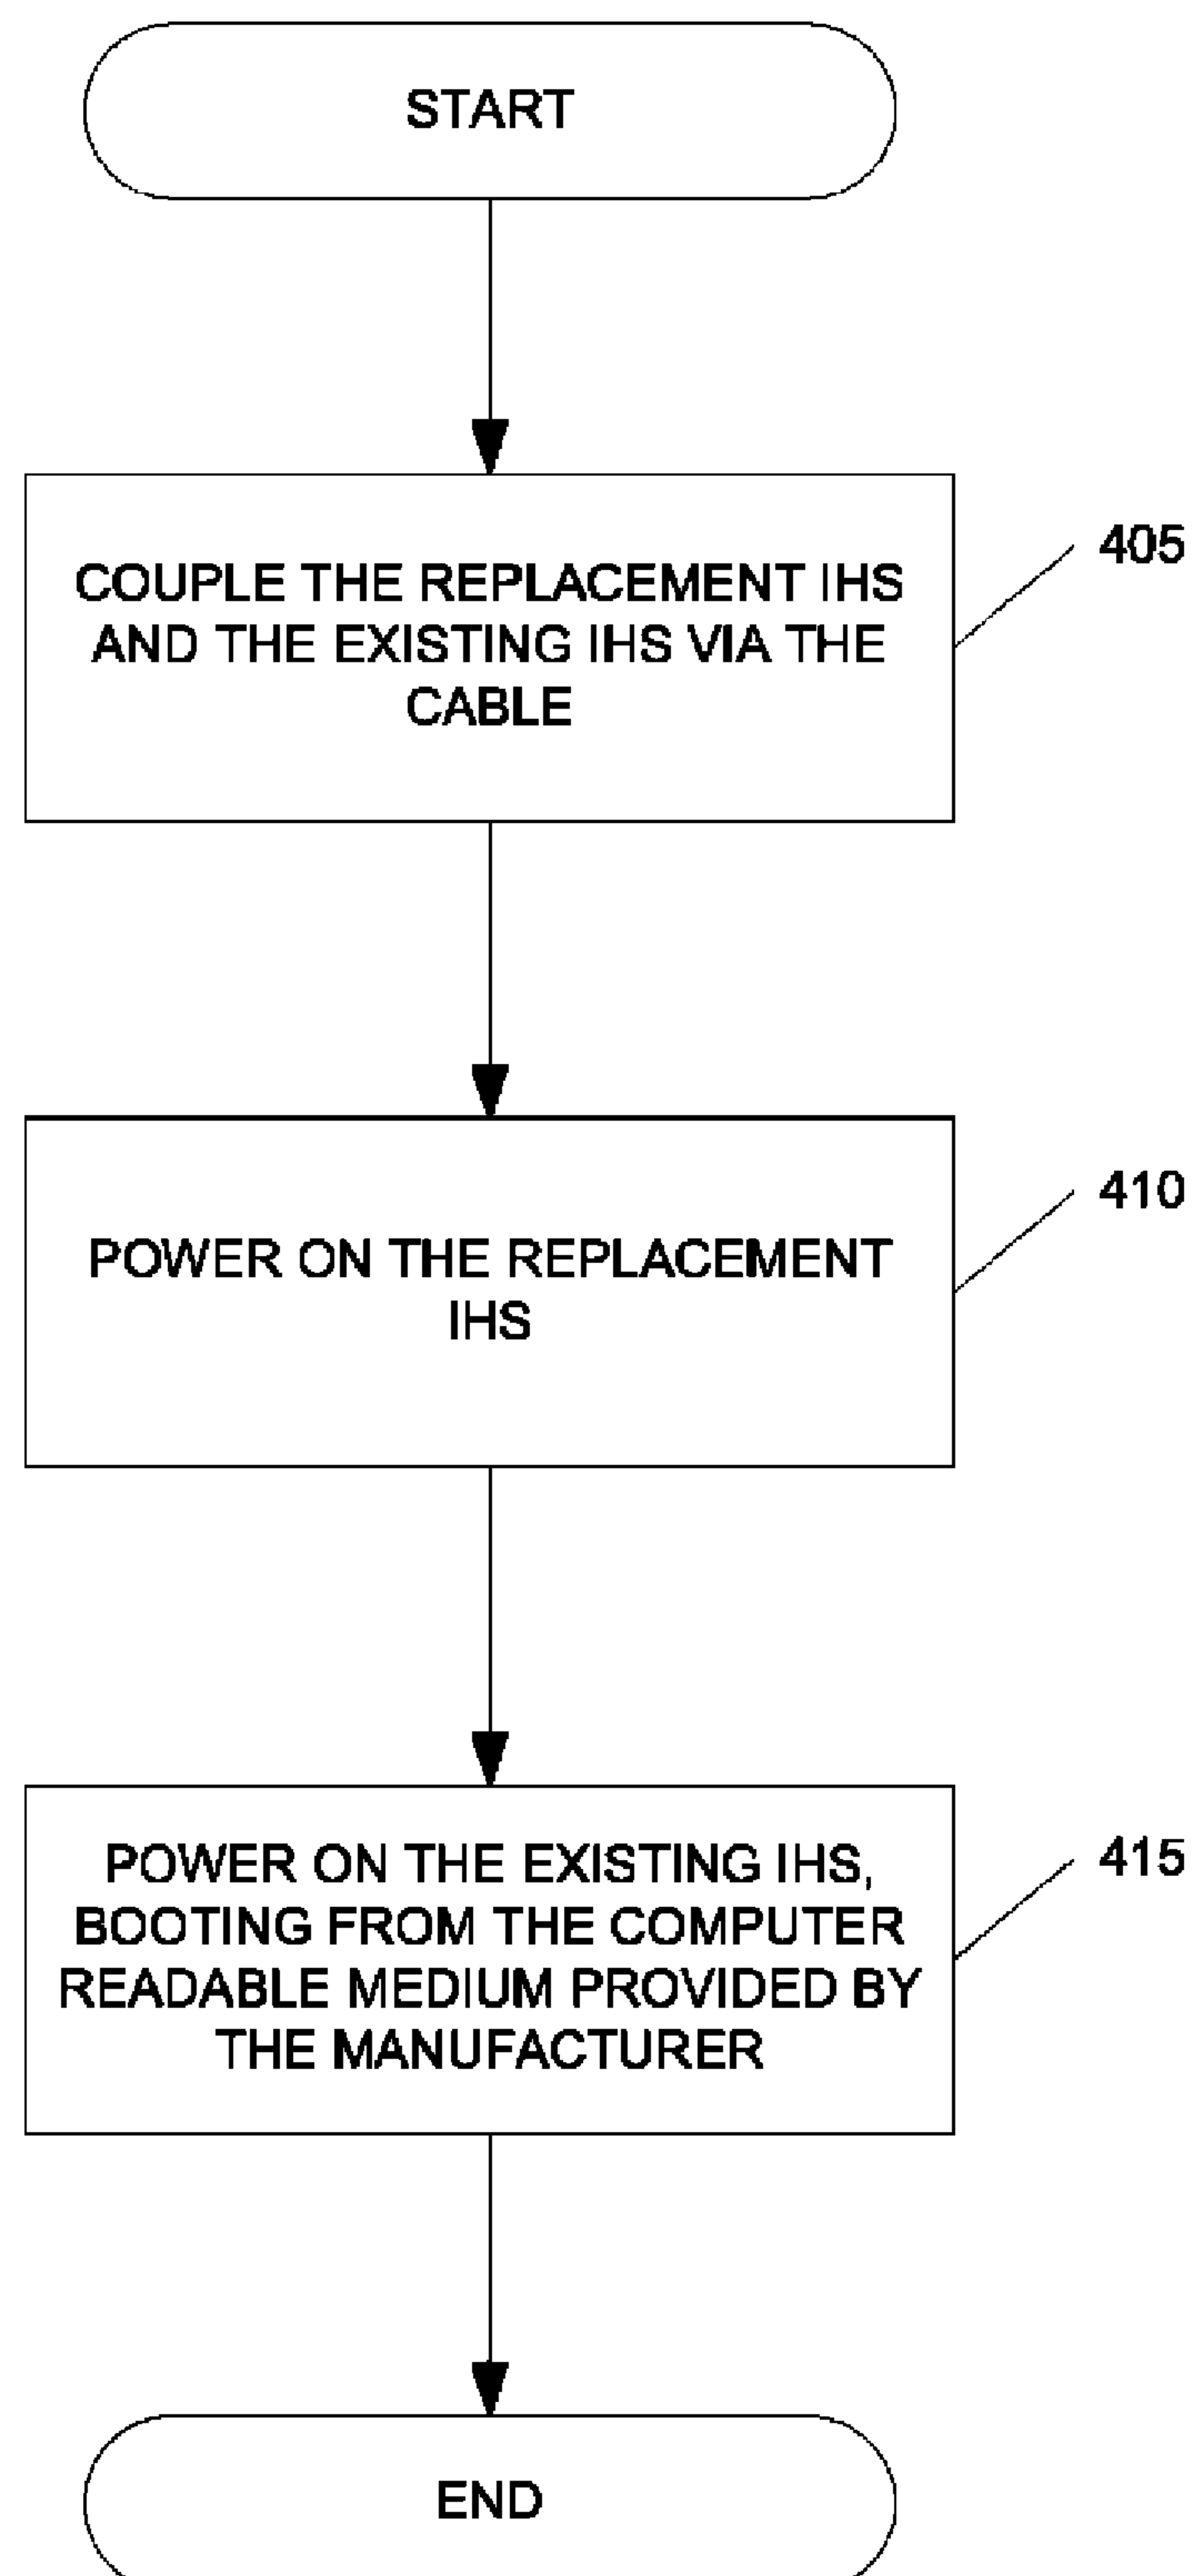 START
COUPLE THE REPLACEMENT IHS
AND THE EXISTING IHS VIA THE
CABLE
405
POWER ON THE REPLACEMENT
IHS
410
POWER ON THE EXISTING IHS,
BOOTING FROM THE COMPUTER
READABLE MEDIUM PROVIDED BY
THE MANUFACTURER
415
END